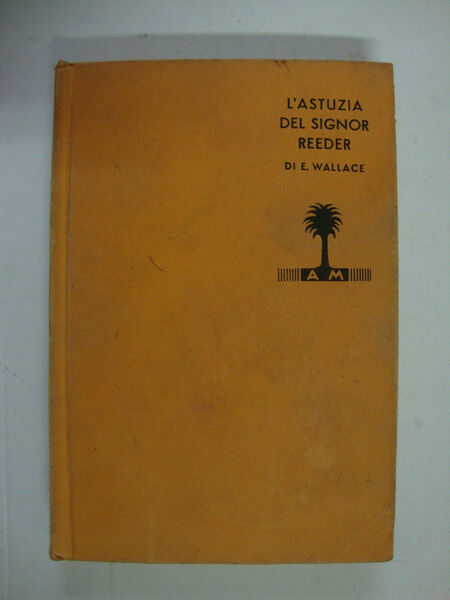 L'ASTUZIA
DEL SIGNOR
REEDER
DI E. WALLACE
A M